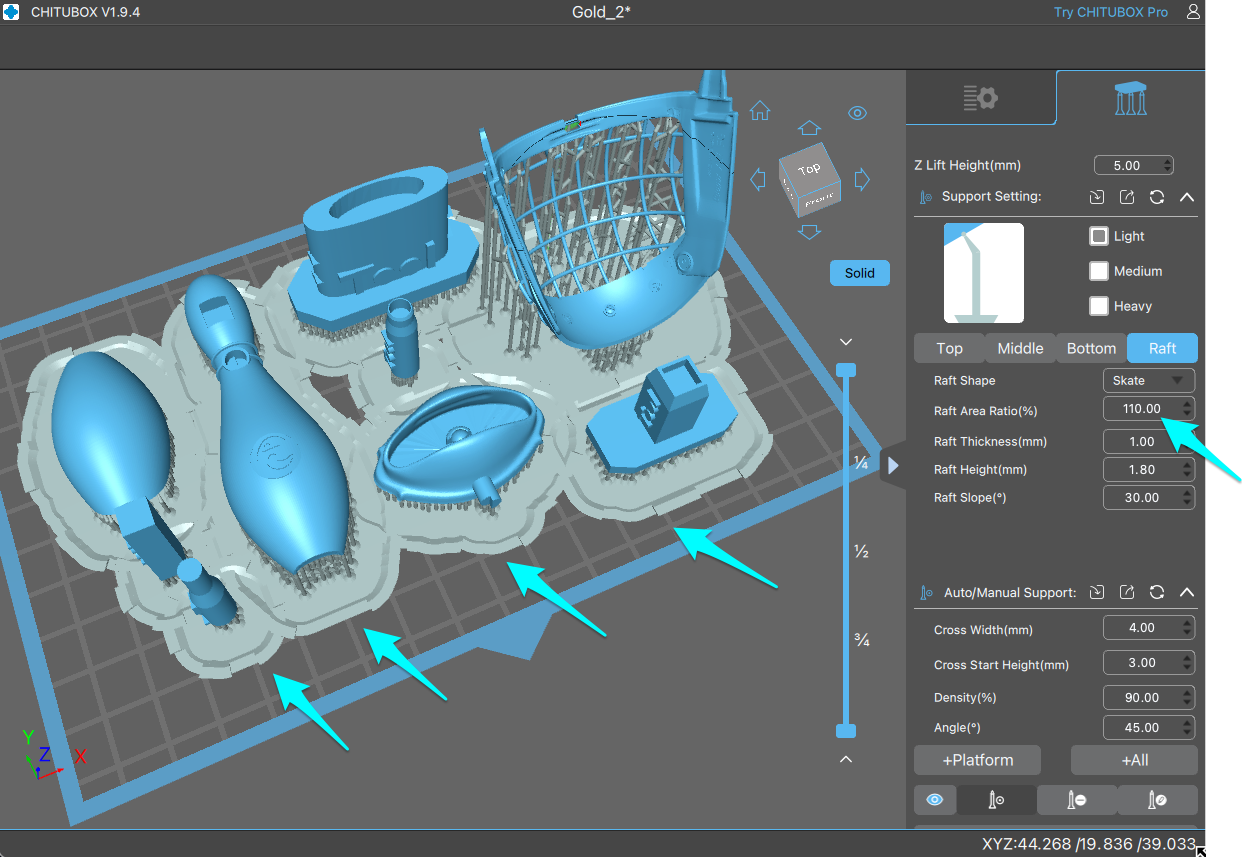 CHITUBOX V1.9.4
Gold_2*
Try CHITUBOX Pro
Top
Solid
¼
½
¾
Y
Z
X
Z Lift Height(mm) 5.00
Support Setting:
Light
Medium
Heavy
Top Middle Bottom Raft
Raft Shape Skate
Raft Area Ratio(%) 110.00
Raft Thickness(mm) 1.00
Raft Height(mm) 1.80
Raft Slope(°) 30.00
Auto/Manual Support:
Cross Width(mm) 4.00
Cross Start Height(mm) 3.00
Density(%) 90.00
Angle(°) 45.00
+Platform +All
XYZ:44.268 /19.836 /39.033